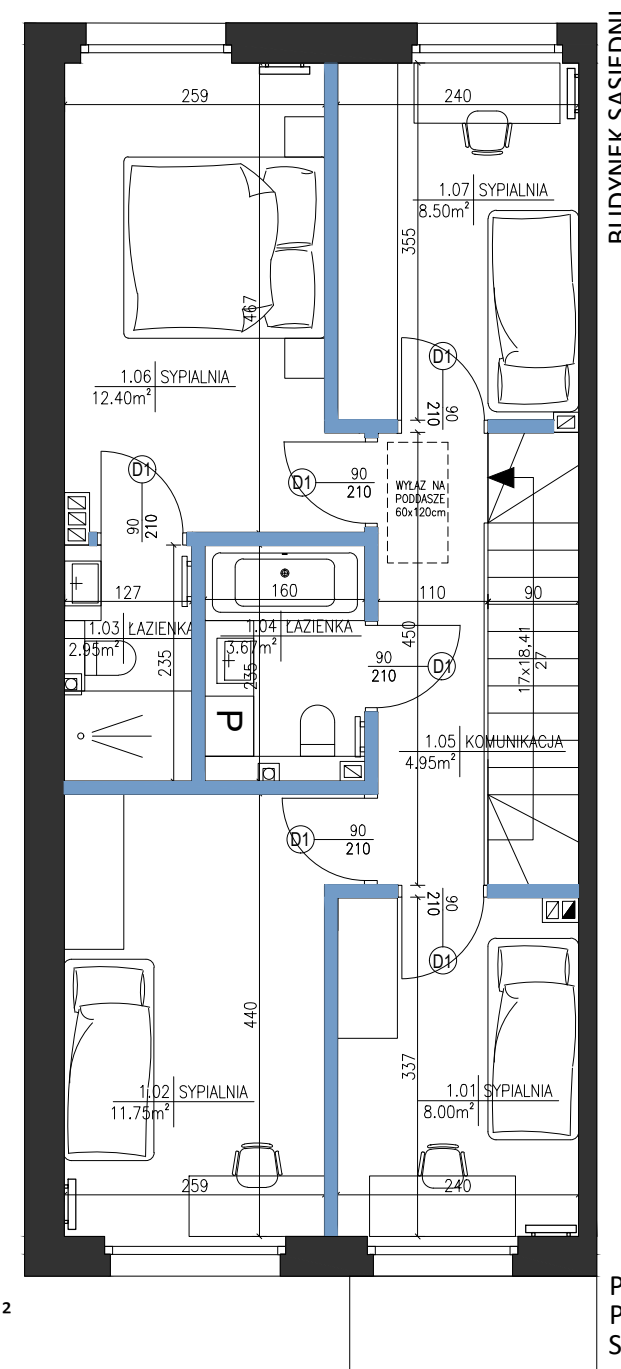 BUDYNEK SĄSIEDNI
259
240
1.07 SYPIALNIA
8.50m²
355
467
1.06 SYPIALNIA
12.40m²
D1
90
210
D1
90
210
D1
90
210
WYŁAZ NA
PODDASZE
60x120cm
127
160
110
90
1.03 ŁAZIENKA
2.95m²
235
1.04 ŁAZIENKA
3.67m²
235
450
17x18,41
27
90
210
D1
P
1.05 KOMUNIKACJA
4.95m²
D1
90
210
90
210
D1
440
337
1.02 SYPIALNIA
11.75m²
1.01 SYPIALNIA
8.00m²
259
240
2
P
P
S